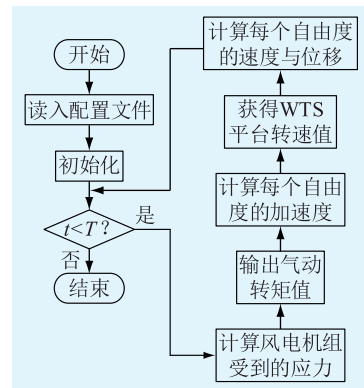 开始
读入配置文件
初始化
t<T?
是
否
结束
计算风电机组
受到的应力
输出气动
转矩值
计算每个自由
度的加速度
获得WTS
平台转速值
计算每个自由度
的速度与位移